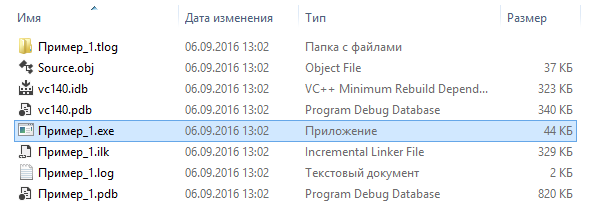 Имя Дата изменения Тип Размер
Пример_1.tlog 06.09.2016 13:02 Папка с файлами
Source.obj 06.09.2016 13:02 Object File 37 КБ
vc140.idb 06.09.2016 13:02 VC++ Minimum Rebuild Depend... 323 КБ
vc140.pdb 06.09.2016 13:02 Program Debug Database 340 КБ
Пример_1.exe 06.09.2016 13:02 Приложение 44 КБ
Пример_1.ilk 06.09.2016 13:02 Incremental Linker File 329 КБ
Пример_1.log 06.09.2016 13:02 Текстовый документ 2 КБ
Пример_1.pdb 06.09.2016 13:02 Program Debug Database 820 КБ